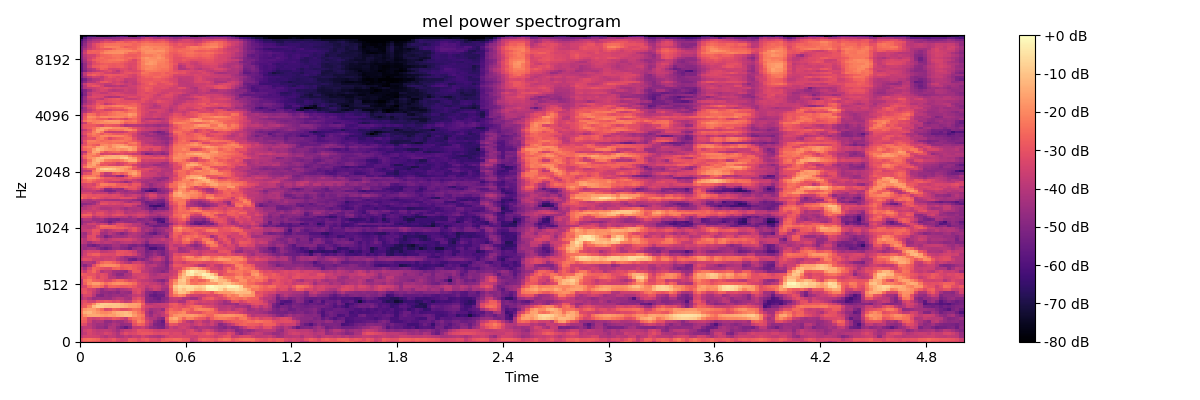 mel power spectrogram
Hz
8192
4096
2048
1024
512
0
0 0.6 1.2 1.8 2.4 3 3.6 4.2 4.8
Time
+0 dB
-10 dB
-20 dB
-30 dB
-40 dB
-50 dB
-60 dB
-70 dB
-80 dB